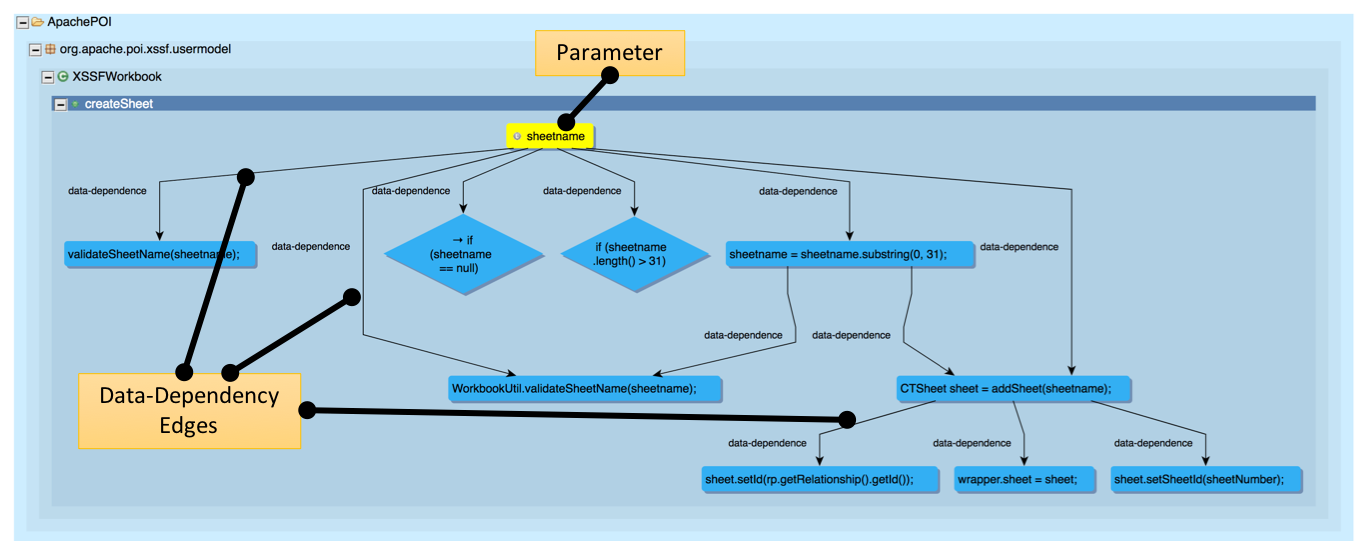 ApachePOI
org.apache.poi.xssf.usermodel
Parameter
XSSFWorkbook
createSheet
sheetname
data-dependence
data-dependence
data-dependence
data-dependence
validateSheetName(sheetname);
data-dependence
→ if
(sheetname
== null)
if (sheetname
.length() > 31)
sheetname = sheetname.substring(0, 31);
data-dependence
data-dependence
data-dependence
WorkbookUtil.validateSheetName(sheetname);
CTSheet sheet = addSheet(sheetname);
Data-Dependency
Edges
data-dependence
data-dependence
data-dependence
sheet.setId(rp.getRelationship().getId());
wrapper.sheet = sheet;
sheet.setSheetId(sheetNumber);